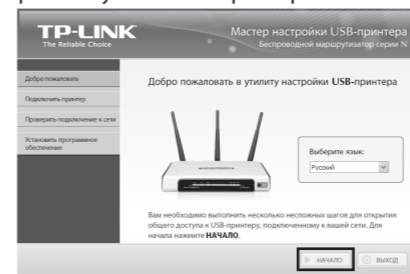 TP-LINK
The Reliable Choice
Мастер настройки USB-принтера
Беспроводной маршрутизатор серии N
Добро пожаловать
Подключить принтер
Проверить подключение к сети
Установить программное
обеспечение
Добро пожаловать в утилиту настройки USB-принтера
Выберите язык:
Русский
Вам необходимо выполнить несколько несложных шагов для открытия
общего доступа к USB-принтеру, подключенному к вашей сети. Для
начала нажмите НАЧАЛО.
НАЧАЛО
ВЫХОД